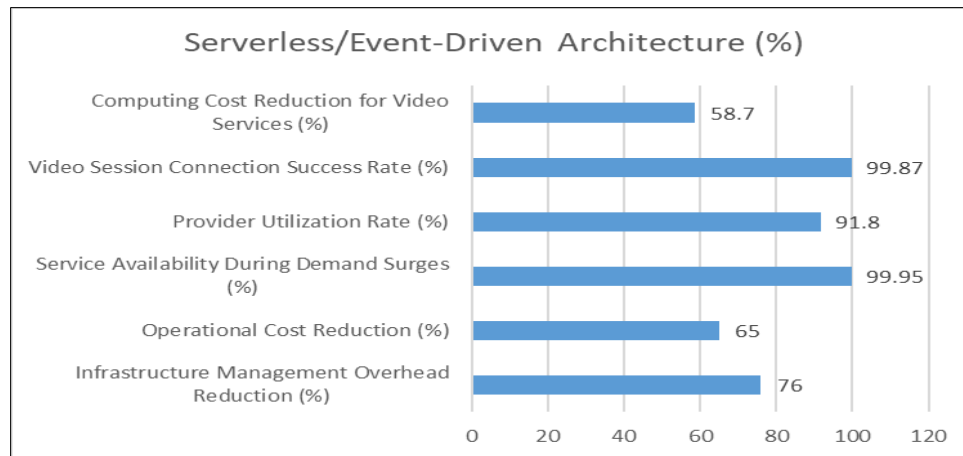 Serverless/Event-Driven Architecture (%)
Computing Cost Reduction for Video
Services (%)
58.7
Video Session Connection Success Rate (%)
99.87
Provider Utilization Rate (%)
91.8
Service Availability During Demand Surges
(%)
99.95
Operational Cost Reduction (%)
65
Infrastructure Management Overhead
Reduction (%)
76
0 20 40 60 80 100 120